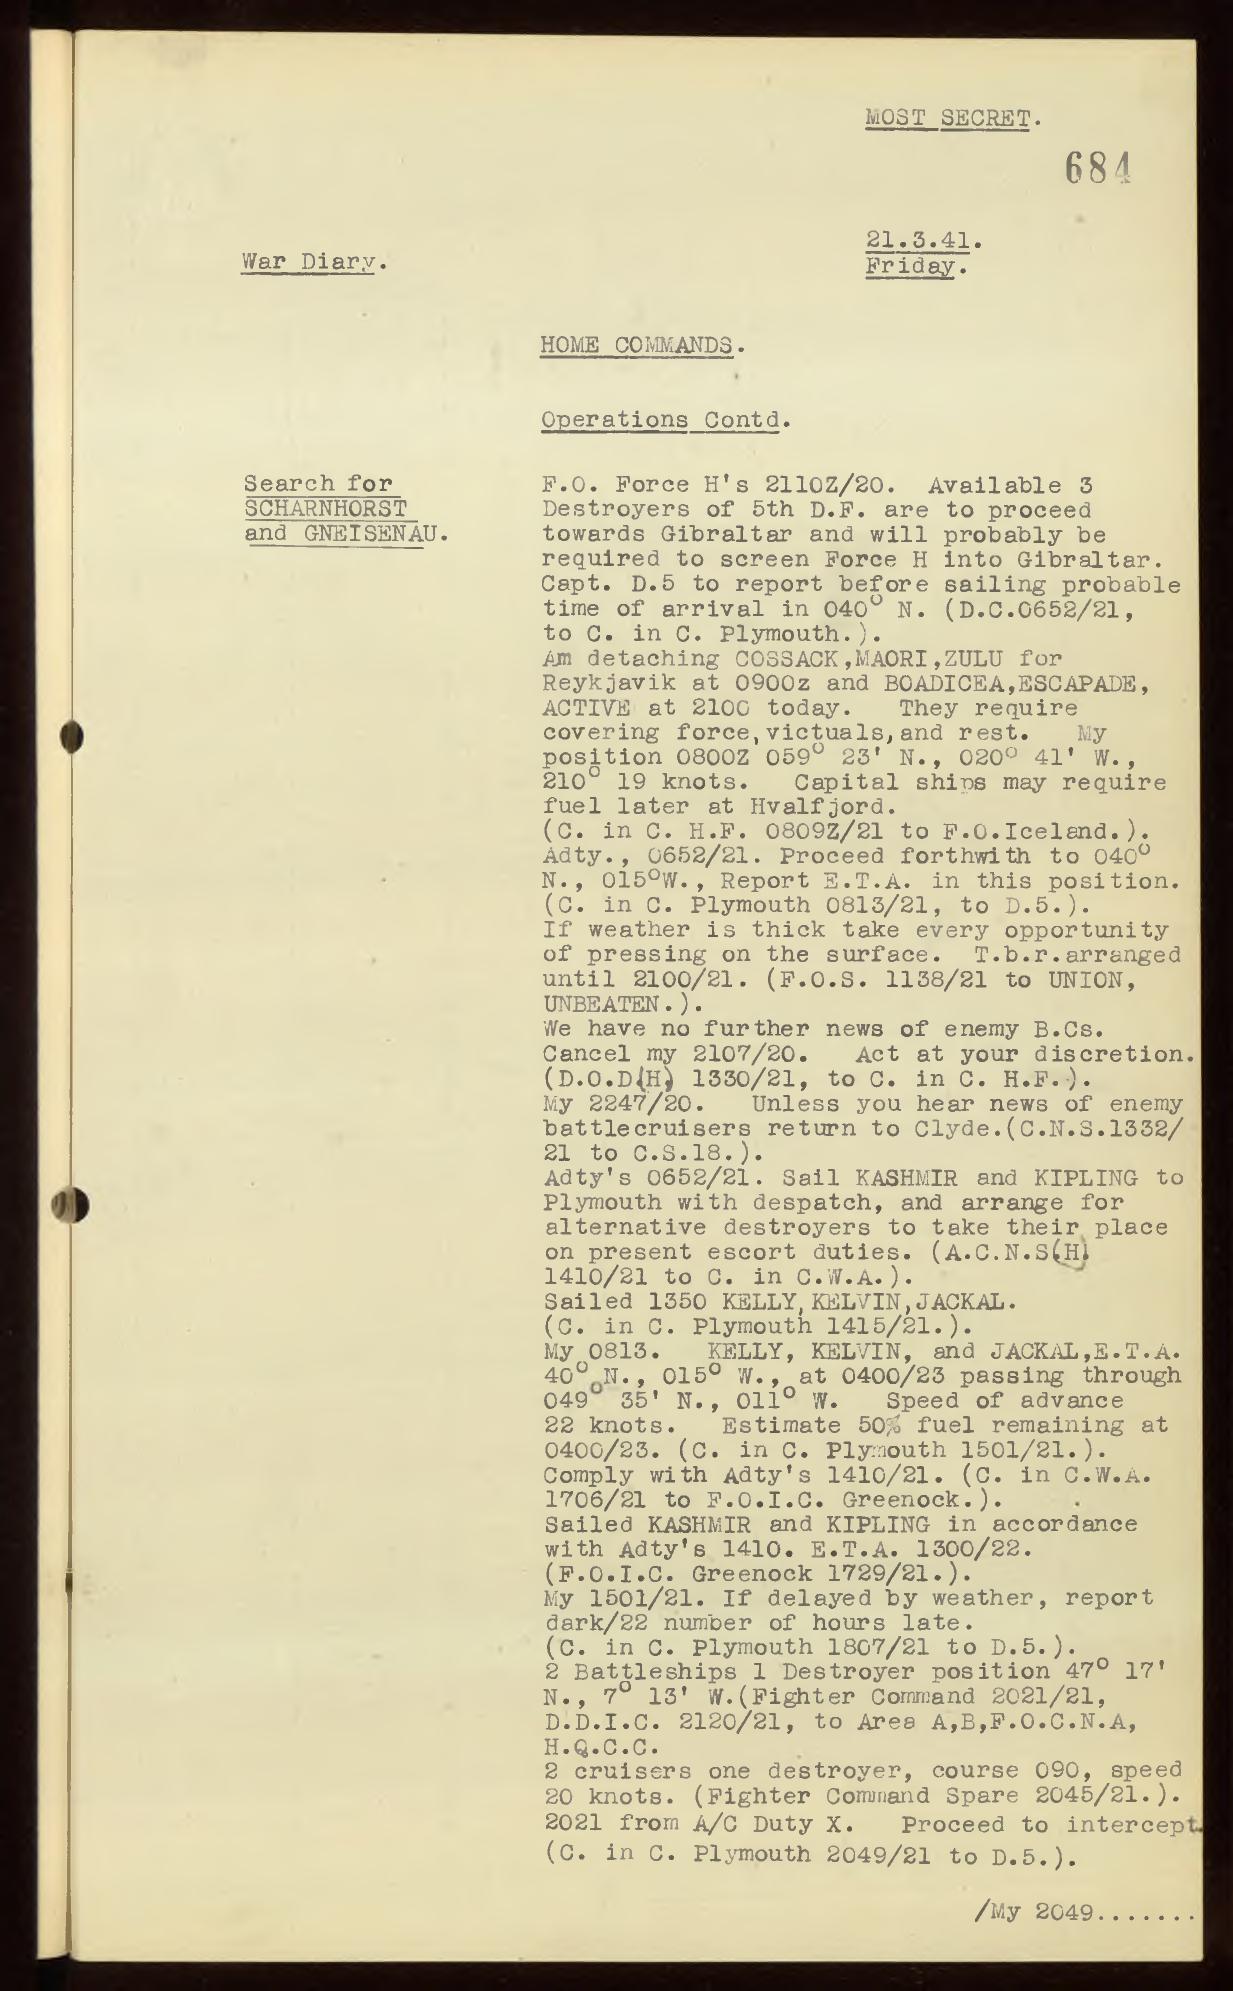 MOST SECRET.
684
21.3.41.
Friday.
War Diary.
HOME COMMANDS.
Operations Contd.
Search for
SCHARNHORST
and GNEISENAU.
F.O. Force H's 2110Z/20. Available 3
Destroyers of 5th D.F. are to proceed
towards Gibraltar and will probably be
required to screen Force H into Gibraltar.
Capt. D.5 to report before sailing probable
time of arrival in 040° N. (D.C.0652/21,
to C. in C. Plymouth.).
Am detaching COSSACK,MAORI,ZULU for
Reykjavik at 0900z and BOADICEA,ESCAPADE,
ACTIVE at 2100 today. They require
covering force,victuals,and rest. My
position 0800Z 059° 23' N., 020° 41' W.,
210° 19 knots. Capital ships may require
fuel later at Hvalfjord.
(C. in C. H.F. 0809Z/21 to F.O.Iceland.).
Adty., 0652/21. Proceed forthwith to 040°
N., 015°W., Report E.T.A. in this position.
(C. in C. Plymouth 0813/21, to D.5.).
If weather is thick take every opportunity
of pressing on the surface. T.b.r.arranged
until 2100/21. (F.O.S. 1138/21 to UNION,
UNBEATEN.).
We have no further news of enemy B.Cs.
Cancel my 2107/20. Act at your discretion.
(D.O.D(H) 1330/21, to C. in C. H.F.).
My 2247/20. Unless you hear news of enemy
battlecruisers return to Clyde.(C.N.S.1332/
21 to C.S.18.).
Adty's 0652/21. Sail KASHMIR and KIPLING to
Plymouth with despatch, and arrange for
alternative destroyers to take their place
on present escort duties. (A.C.N.S(H)
1410/21 to C. in C.W.A.).
Sailed 1350 KELLY,KELVIN,JACKAL.
(C. in C. Plymouth 1415/21.).
My 0813. KELLY, KELVIN, and JACKAL,E.T.A.
40° N., 015° W., at 0400/23 passing through
049° 35' N., 011° W. Speed of advance
22 knots. Estimate 50% fuel remaining at
0400/23. (C. in C. Plymouth 1501/21.).
Comply with Adty's 1410/21. (C. in C.W.A.
1706/21 to F.O.I.C. Greenock.).
Sailed KASHMIR and KIPLING in accordance
with Adty's 1410. E.T.A. 1300/22.
(F.O.I.C. Greenock 1729/21.).
My 1501/21. If delayed by weather, report
dark/22 number of hours late.
(C. in C. Plymouth 1807/21 to D.5.).
2 Battleships 1 Destroyer position 47° 17'
N., 7° 13' W.(Fighter Command 2021/21,
D.D.I.C. 2120/21, to Area A,B,F.O.C.N.A,
H.Q.C.C.
2 cruisers one destroyer, course 090, speed
20 knots. (Fighter Command Spare 2045/21.).
2021 from A/C Duty X. Proceed to intercept.
(C. in C. Plymouth 2049/21 to D.5.).
/My 2049.......